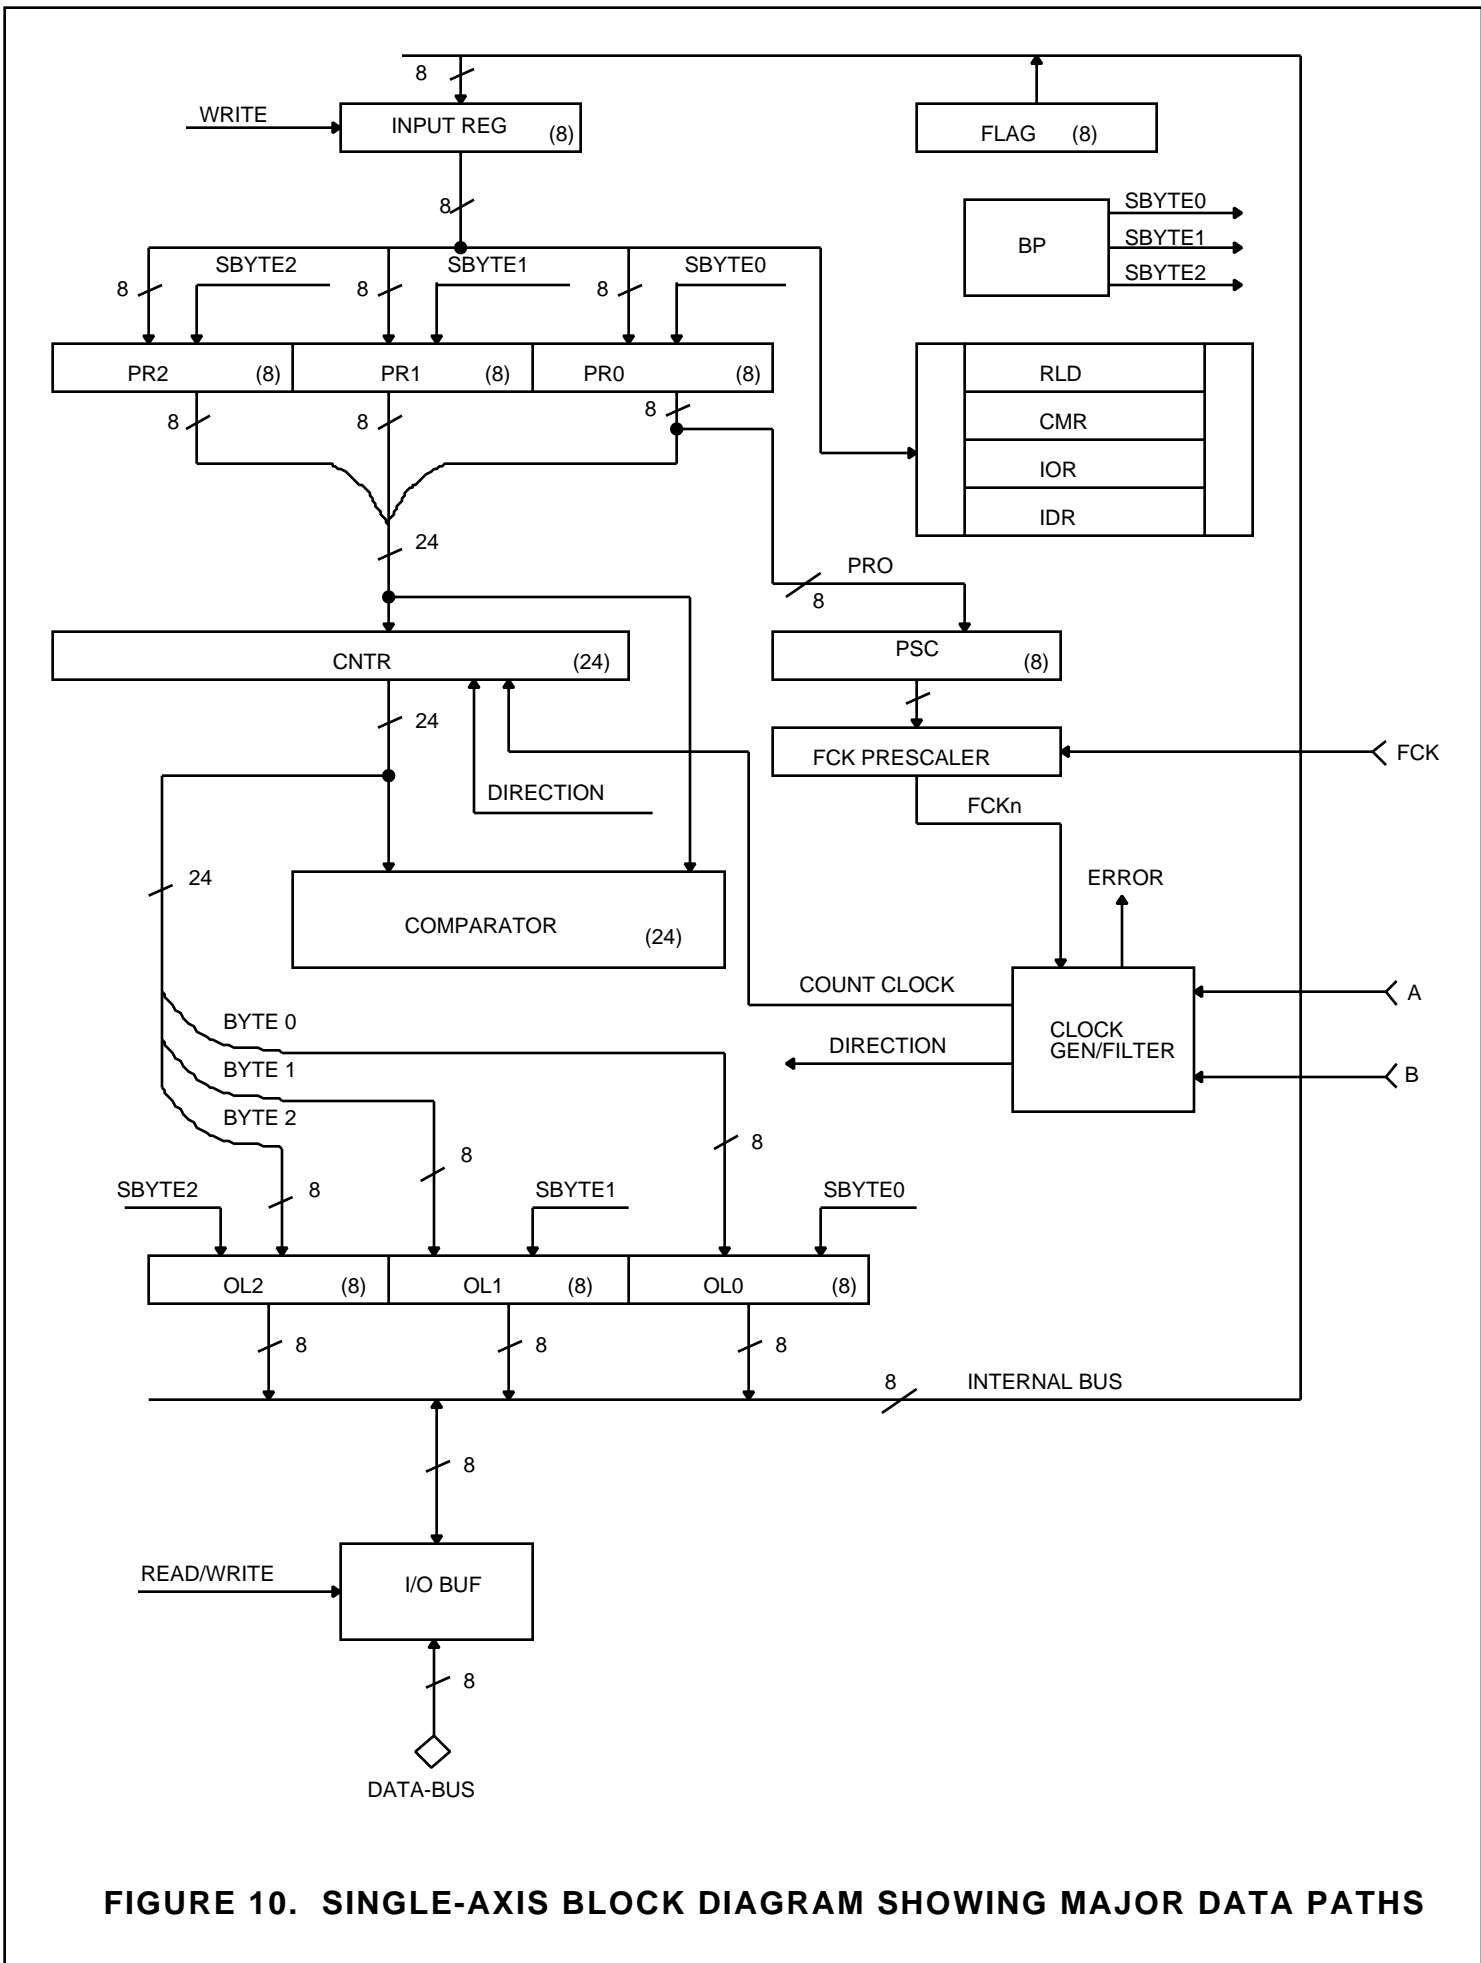 8
WRITE
INPUT REG (8)
FLAG (8)
8
SBYTE0
BP
SBYTE1
SBYTE2
SBYTE2 SBYTE1 SBYTE0
8 8 8
PR2 (8) PR1 (8) PR0 (8)
RLD
CMR
IOR
IDR
8 8 8
24
PRO
8
CNTR (24)
PSC (8)
24
FCK PRESCALER
FCK
DIRECTION
FCKn
24
ERROR
COMPARATOR (24)
COUNT CLOCK
A
BYTE 0
CLOCK
GEN/FILTER
DIRECTION
BYTE 1
B
BYTE 2
8
8
8
SBYTE2 SBYTE1 SBYTE0
OL2 (8) OL1 (8) OL0 (8)
8 8 8
8 INTERNAL BUS
8
READ/WRITE
I/O BUF
8
DATA-BUS
FIGURE 10. SINGLE-AXIS BLOCK DIAGRAM SHOWING MAJOR DATA PATHS